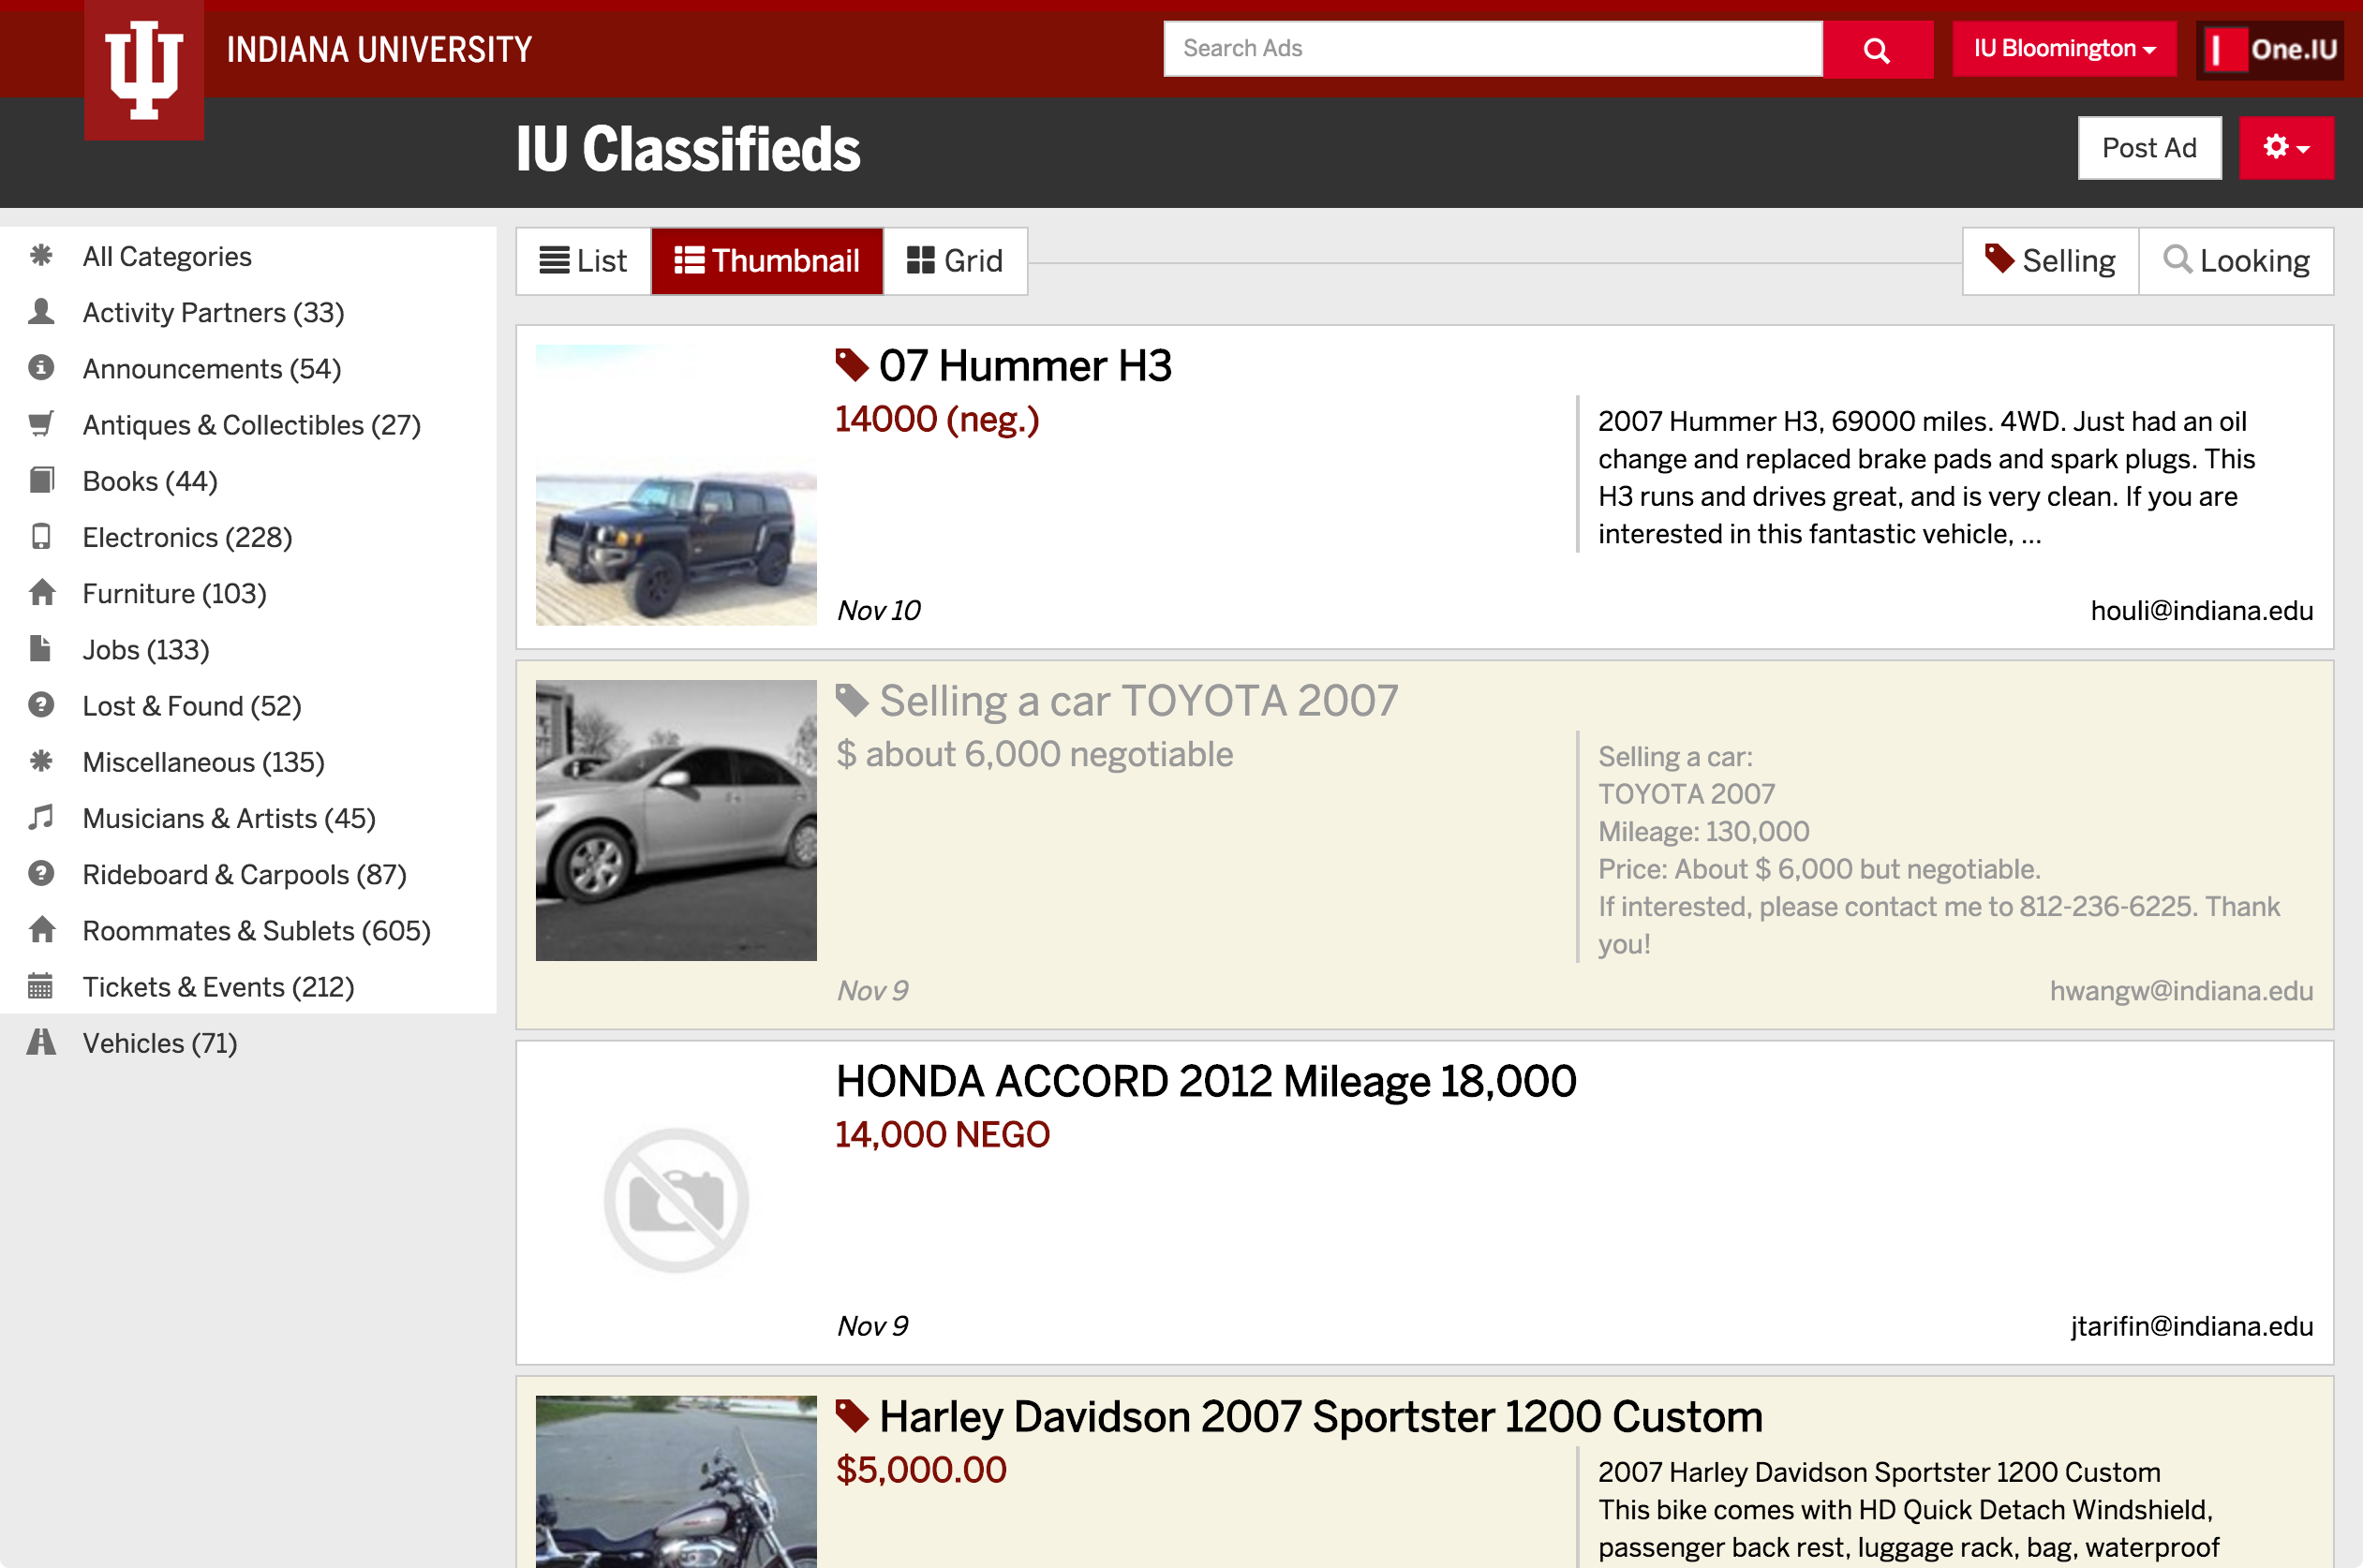 INDIANA UNIVERSITY
Search Ads
IU Bloomington
One.IU
IU Classifieds
Post Ad
All Categories
Activity Partners (33)
Announcements (54)
Antiques & Collectibles (27)
Books (44)
Electronics (228)
Furniture (103)
Jobs (133)
Lost & Found (52)
Miscellaneous (135)
Musicians & Artists (45)
Rideboard & Carpools (87)
Roommates & Sublets (605)
Tickets & Events (212)
Vehicles (71)
List
Thumbnail
Grid
Selling
Looking
07 Hummer H3
14000 (neg.)
2007 Hummer H3, 69000 miles. 4WD. Just had an oil
change and replaced brake pads and spark plugs. This
H3 runs and drives great, and is very clean. If you are
interested in this fantastic vehicle, ...
Nov 10
houli@indiana.edu
Selling a car TOYOTA 2007
$ about 6,000 negotiable
Selling a car:
TOYOTA 2007
Mileage: 130,000
Price: About $ 6,000 but negotiable.
If interested, please contact me to 812-236-6225. Thank
you!
Nov 9
hwangw@indiana.edu
HONDA ACCORD 2012 Mileage 18,000
14,000 NEGO
Nov 9
jtarifin@indiana.edu
Harley Davidson 2007 Sportster 1200 Custom
$5,000.00
2007 Harley Davidson Sportster 1200 Custom
This bike comes with HD Quick Detach Windshield,
passenger back rest, luggage rack, bag, waterproof